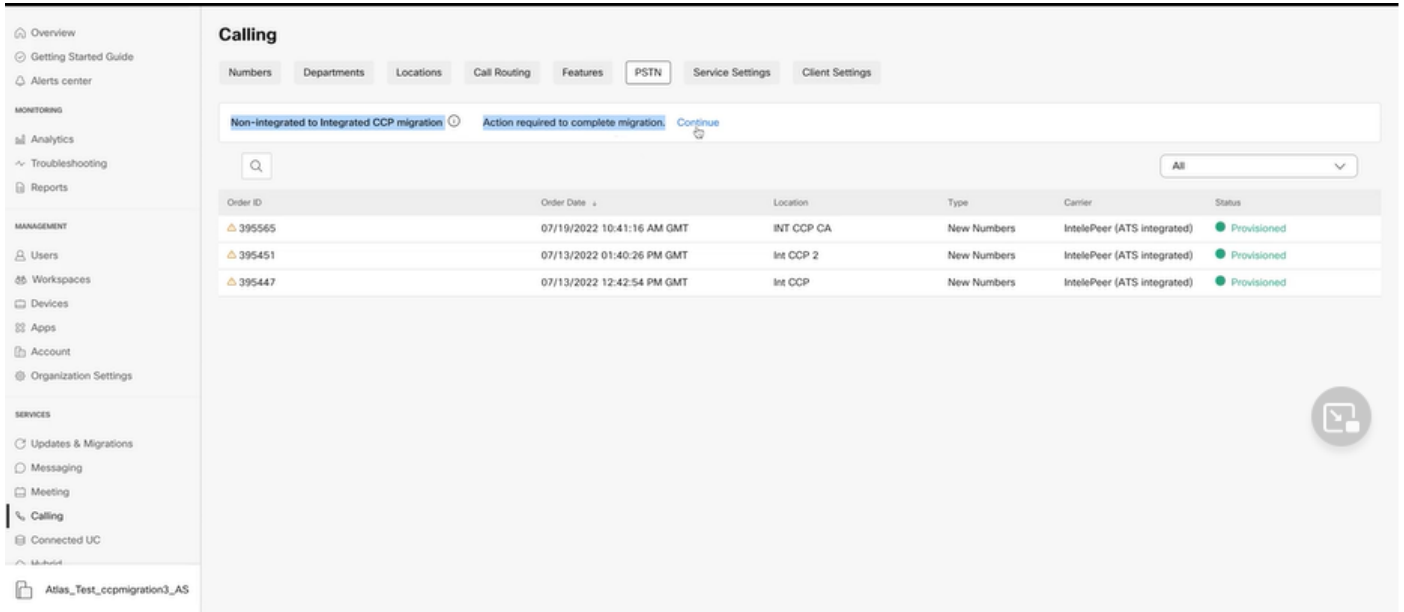 Overview
Getting Started Guide
Alerts center
MONITORING
Analytics
Troubleshooting
Reports
MANAGEMENT
Users
Workspaces
Devices
Apps
Account
Organization Settings
SERVICES
Updates & Migrations
Messaging
Meeting
Calling
Connected UC
Hybrid
Atlas_Test_ccpmigration3_AS
Calling
Numbers Departments Locations Call Routing Features PSTN Service Settings Client Settings
Non-integrated to Integrated CCP migration Action required to complete migration. Continue
All
Order ID Order Date ↓ Location Type Carrier Status
395565 07/19/2022 10:41:16 AM GMT INT CCP CA New Numbers IntelePeer (ATS integrated) Provisioned
395451 07/13/2022 01:40:26 PM GMT Int CCP 2 New Numbers IntelePeer (ATS integrated) Provisioned
395447 07/13/2022 12:42:54 PM GMT Int CCP New Numbers IntelePeer (ATS integrated) Provisioned